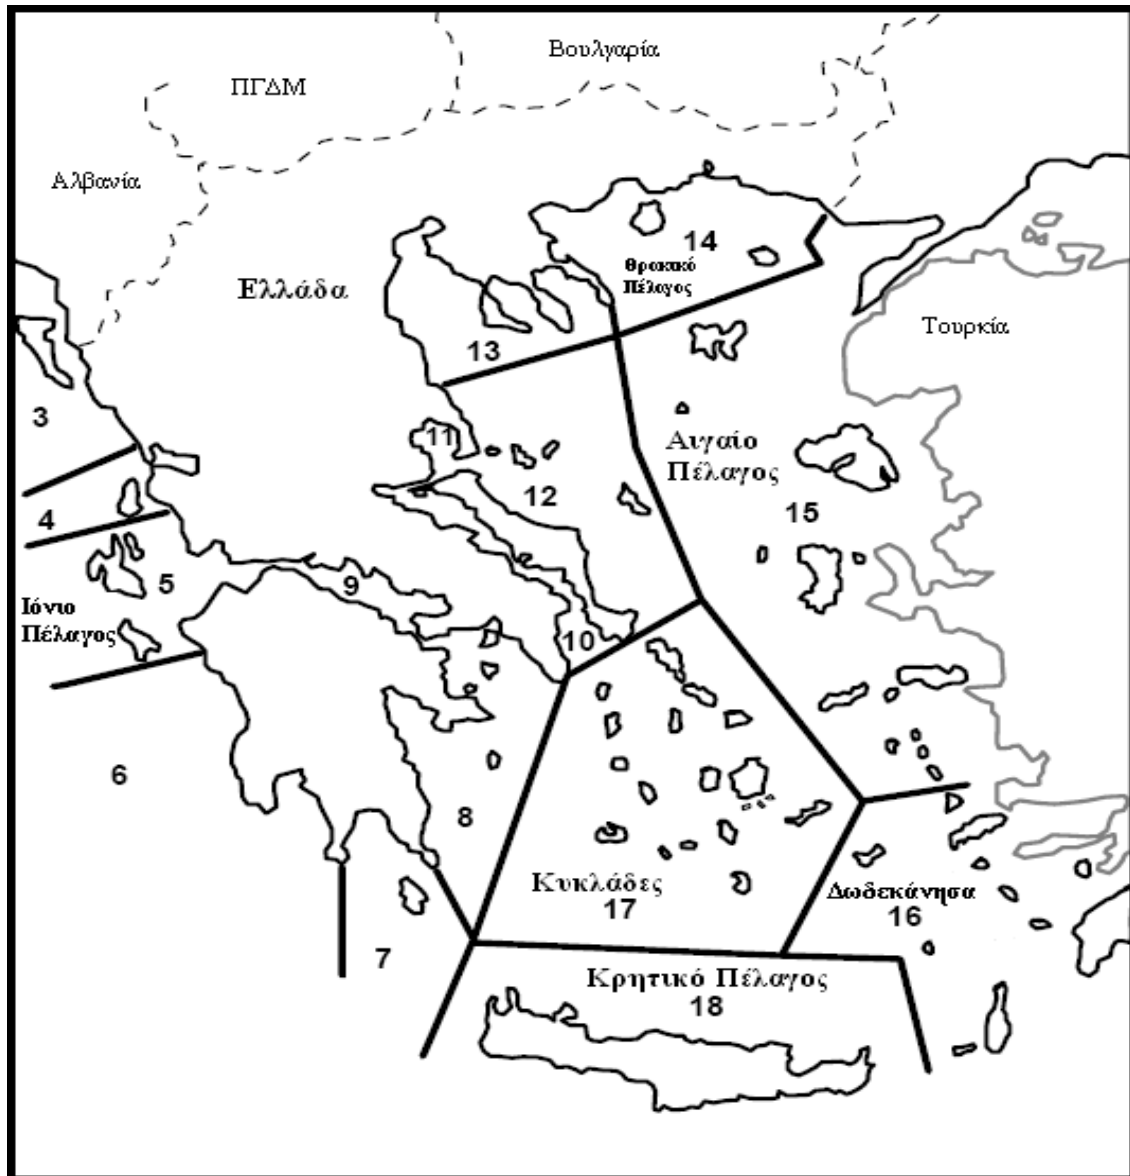 Βουλγαρία
ΠΓΔΜ
Αλβανία
14
Θρακικό
Πέλαγος
Ελλάδα
Τουρκία
13
3
11
Αιγαίο
Πέλαγος
12
15
4
5
9
Ιόνιο
Πέλαγος
10
6
8
Κυκλάδες
17
Δωδεκάνησα
16
7
Κρητικό Πέλαγος
18